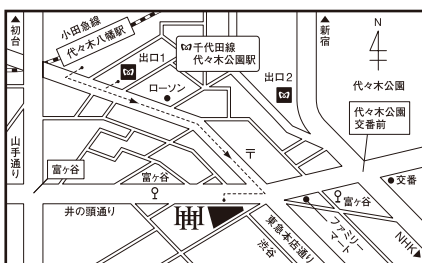 ▲初台
小田急線
代々木八幡駅
出口1
千代田線
代々木公園駅
出口2
▲新宿
N
代々木公園
ローソン
代々木公園
交番前
山手通り
〒
富ヶ谷
富ヶ谷
富ヶ谷
交番
井の頭通り
東急本店通り
渋谷
ファミリー
マート
NHK▲